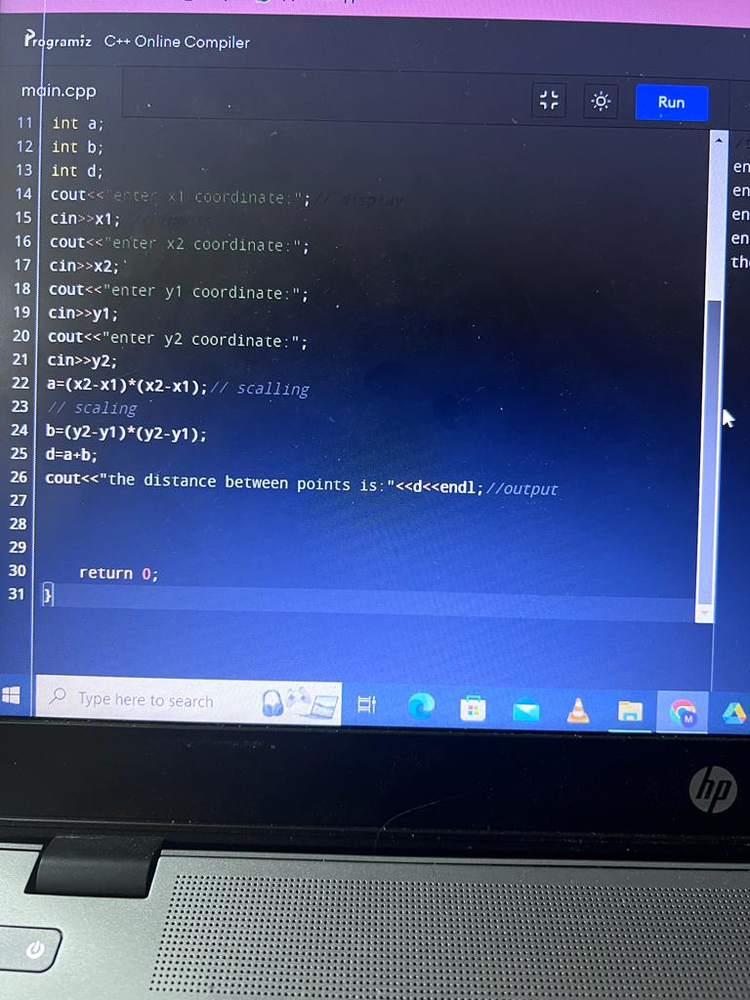 Programiz C++ Online Compiler
main.cpp
Run
11 int a;
12 int b;
13 int d;
14 cout<<"enter x1 coordinate:";// display
15 cin>>x1; // inputs
16 cout<<"enter x2 coordinate:";
17 cin>>x2;
18 cout<<"enter y1 coordinate:";
19 cin>>y1;
20 cout<<"enter y2 coordinate:";
21 cin>>y2;
22 a=(x2-x1)*(x2-x1);// scalling
23 // scaling
24 b=(y2-y1)*(y2-y1);
25 d=a+b;
26 cout<<"the distance between points is:"<<d<<endl;//output
27
28
29
30 return 0;
31 }
en
en
en
en
the
Type here to search
M
hp